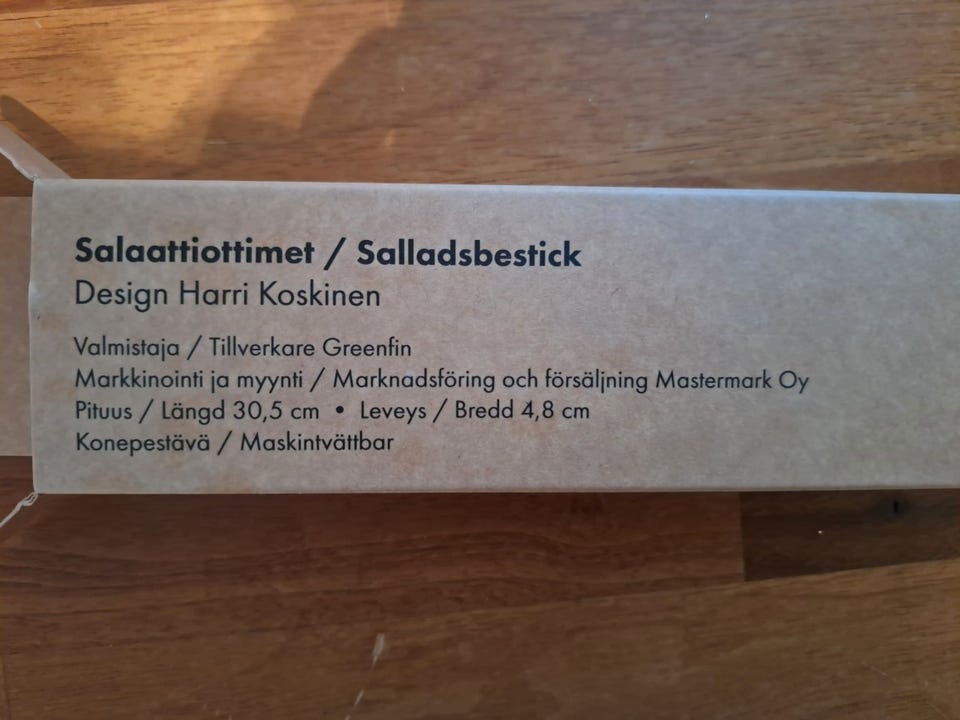 Salaattiottimet / Salladsbestick
Design Harri Koskinen
Valmistaja / Tillverkare Greenfin
Markkinointi ja myynti / Marknadsföring och försäljning Mastermark Oy
Pituus / Längd 30,5 cm • Leveys / Bredd 4,8 cm
Konepestävä / Maskintvättbar